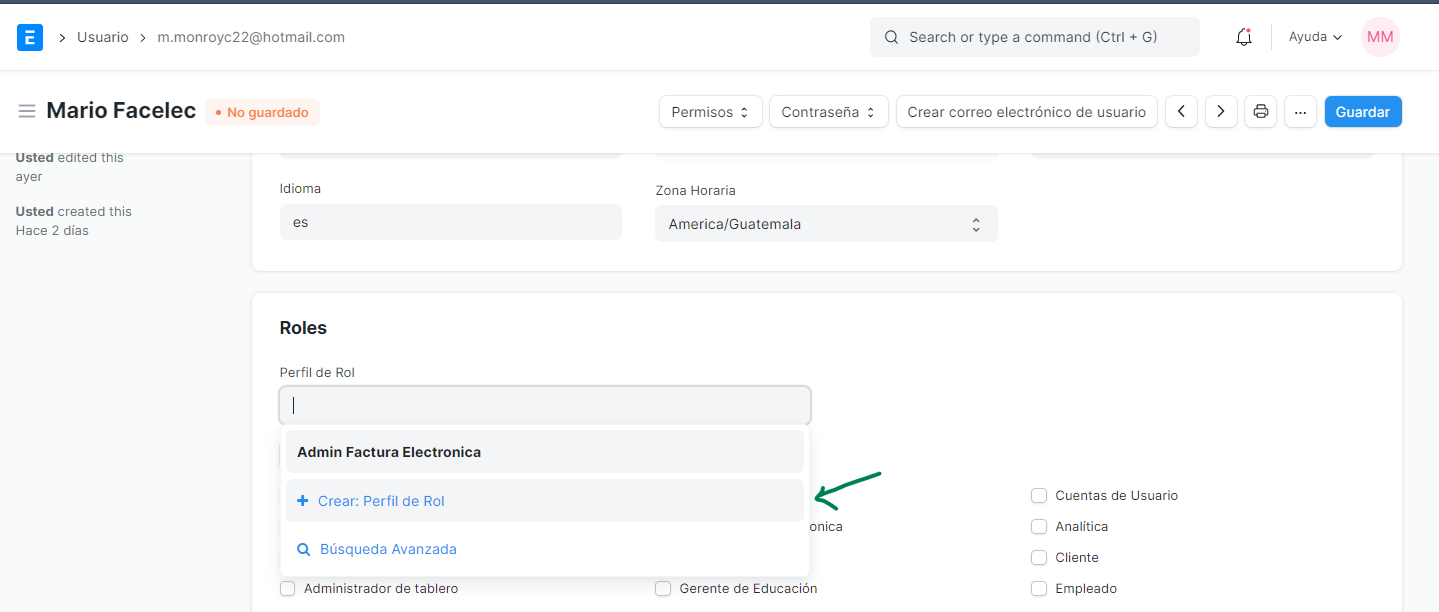 E
Usuario
m.monroyc22@hotmail.com
Search or type a command (Ctrl + G)
Ayuda
MM
Mario Facelec
No guardado
Permisos
Contraseña
Crear correo electrónico de usuario
...
Guardar
Usted edited this
ayer
Usted created this
Hace 2 días
Idioma
es
Zona Horaria
America/Guatemala
Roles
Perfil de Rol
Admin Factura Electronica
Crear: Perfil de Rol
Búsqueda Avanzada
Cuentas de Usuario
Analítica
Cliente
Administrador de tablero
Gerente de Educación
Empleado